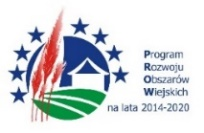 Program
Rozwoju
Obszarów
Wiejskich
na lata 2014-2020